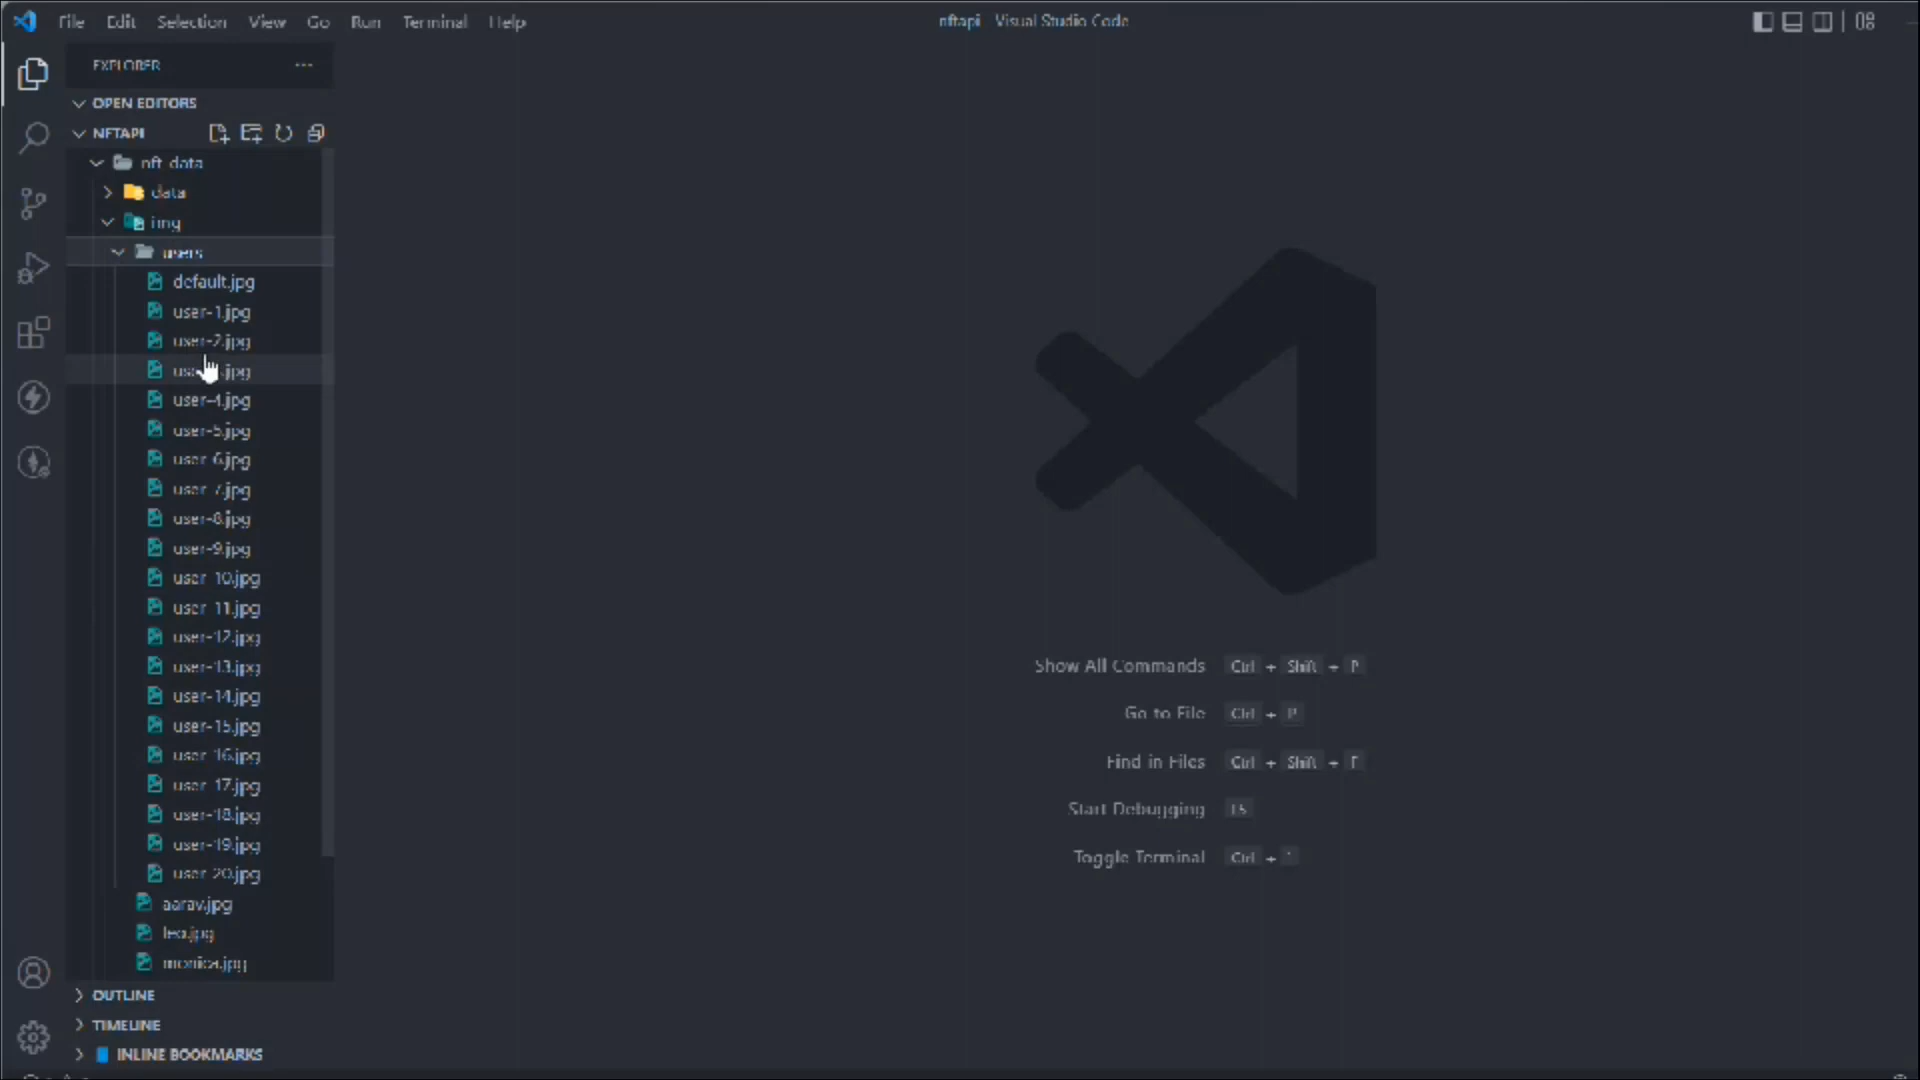 File Edit Selection View Go Run Terminal Help
nftapi - Visual Studio Code
EXPLORER
OPEN EDITORS
NFTAPI
nft data
data
img
users
default.jpg
user-1.jpg
user-2.jpg
.jpg
user-4.jpg
user-5.jpg
user-6.jpg
user-7.jpg
user-8.jpg
user-9.jpg
user-10.jpg
user-11.jpg
user-12.jpg
user-13.jpg
user-14.jpg
user-15.jpg
user-16.jpg
user-17.jpg
user-18.jpg
user-19.jpg
user-20.jpg
aarav.jpg
leo.jpg
monica.jpg
OUTLINE
TIMELINE
INLINE BOOKMARKS
Show All Commands Ctrl + Shift + P
Go to File Ctrl + P
Find in Files Ctrl + Shift + F
Start Debugging F5
Toggle Terminal Ctrl + `